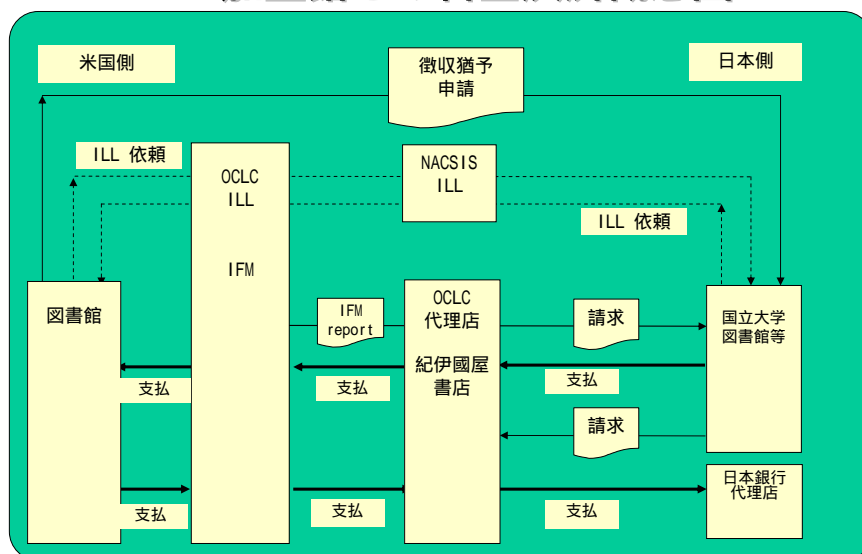 米国側
徴収猶予
申請
日本側
ILL 依頼
OCLC
ILL
IFM
NACSIS
ILL
ILL 依頼
図書館
IFM
report
OCLC
代理店
紀伊國屋
書店
請求
国立大学
図書館等
支払
支払
支払
請求
支払
支払
支払
日本銀行
代理店